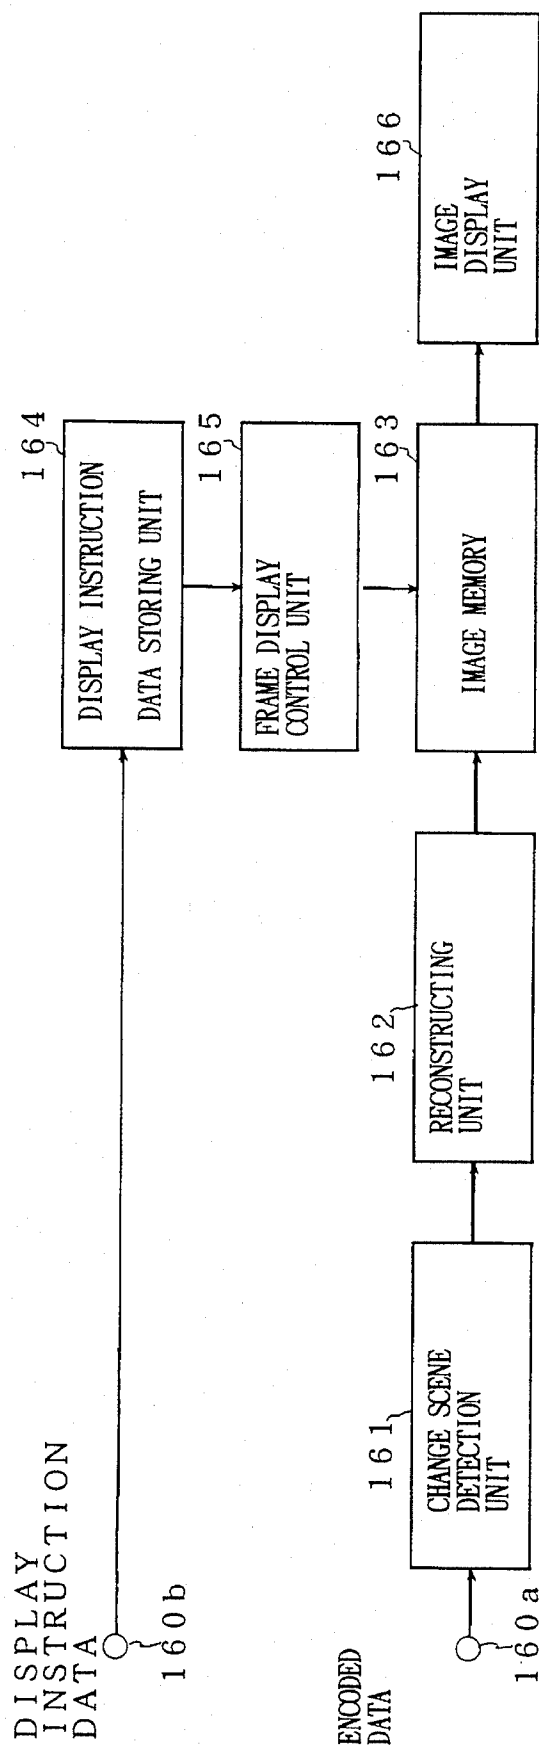 DISPLAY
INSTRUCTION
DATA
160b
164
DISPLAY INSTRUCTION
DATA STORING UNIT
165
FRAME DISPLAY
CONTROL UNIT
ENCODED
DATA
160a
161
CHANGE SCENE
DETECTION
UNIT
162
RECONSTRUCTING
UNIT
163
IMAGE MEMORY
166
IMAGE
DISPLAY
UNIT